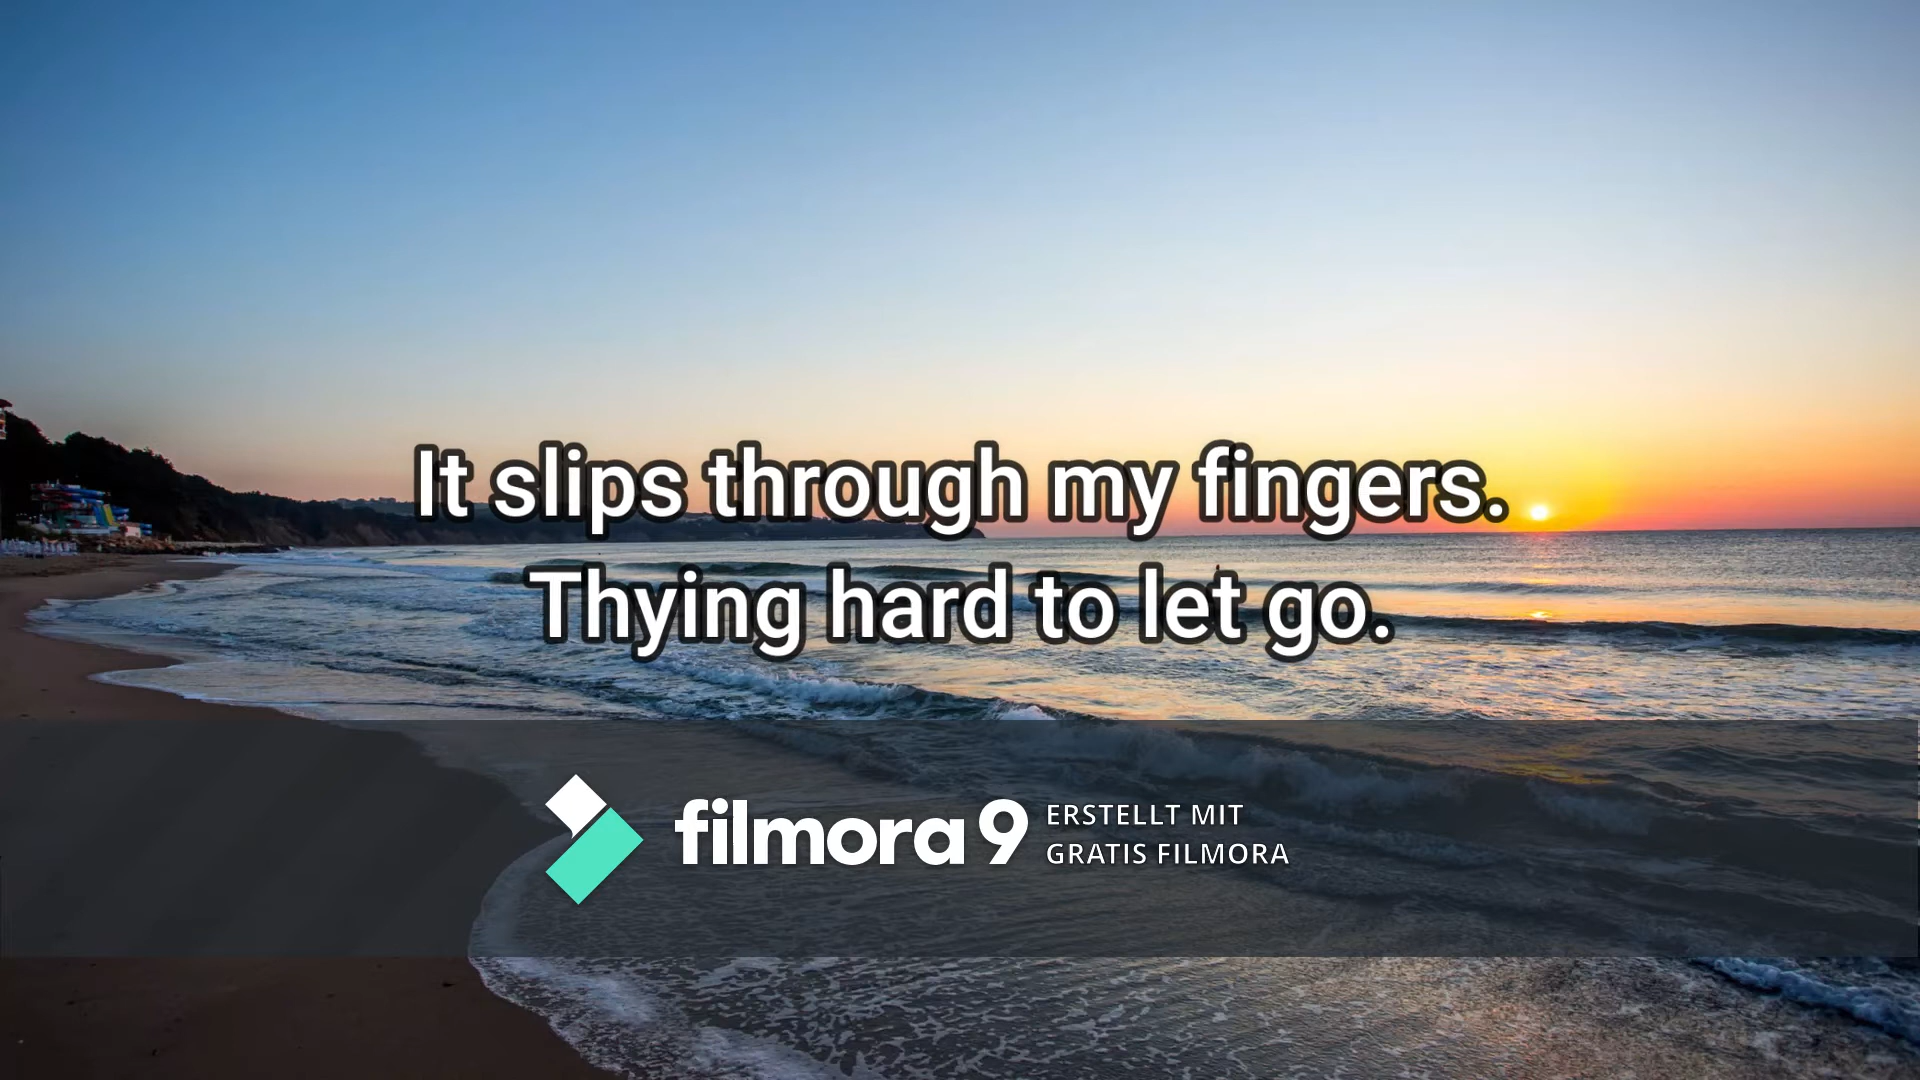 It slips through my fingers.
Thying hard to let go.
filmora 9
ERSTELLT MIT
GRATIS FILMORA